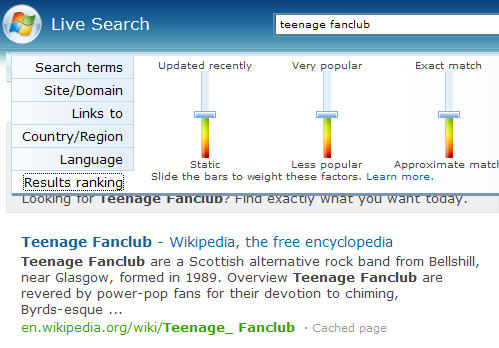 Live Search
teenage fanclub
Search terms
Site/Domain
Links to
Country/Region
Language
Results ranking
Updated recently Very popular Exact match
Static Less popular Approximate match
Slide the bars to weight these factors. Learn more.
Looking for Teenage Fanclub? Find exactly what you want today.
Teenage Fanclub - Wikipedia, the free encyclopedia
Teenage Fanclub are a Scottish alternative rock band from Bellshill,
near Glasgow, formed in 1989. Overview Teenage Fanclub are
revered by power-pop fans for their devotion to chiming,
Byrds-esque ...
en.wikipedia.org/wiki/Teenage_ Fanclub · Cached page